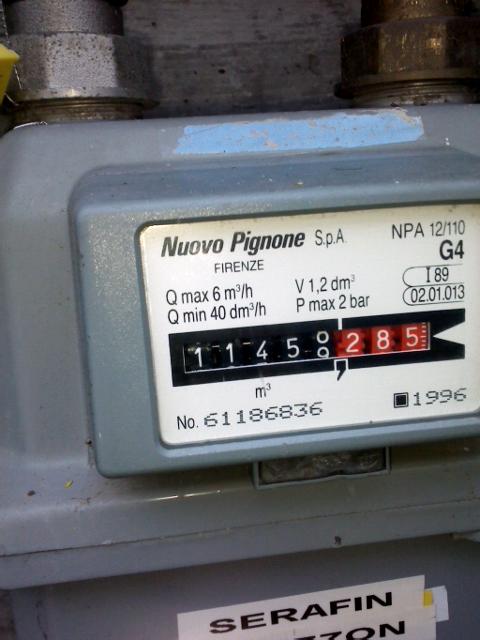 Nuovo Pignone S.p.A.
FIRENZE
NPA 12/110
G4
Q max 6 m³/h
V 1,2 dm³
I 89
Q min 40 dm³/h
P max 2 bar
02.01.013
11458,285
m³
No. 61186836
1996
SERAFIN